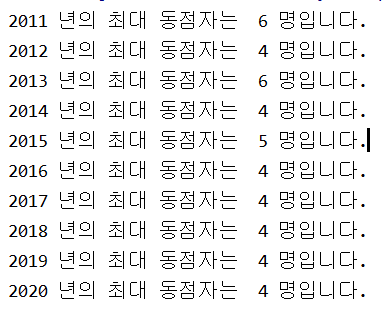 2011 년의 최대 동점자는  6 명입니다.
2012 년의 최대 동점자는  4 명입니다.
2013 년의 최대 동점자는  6 명입니다.
2014 년의 최대 동점자는  4 명입니다.
2015 년의 최대 동점자는  5 명입니다.
2016 년의 최대 동점자는  4 명입니다.
2017 년의 최대 동점자는  4 명입니다.
2018 년의 최대 동점자는  4 명입니다.
2019 년의 최대 동점자는  4 명입니다.
2020 년의 최대 동점자는  4 명입니다.